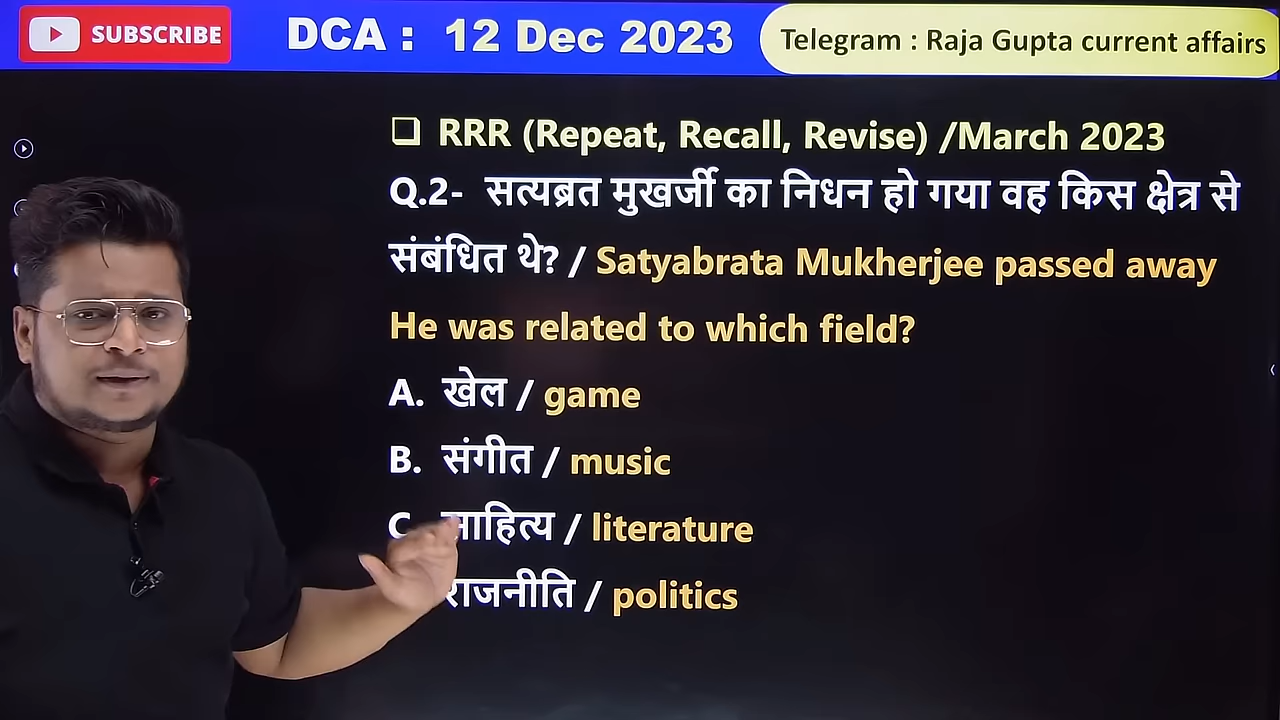 SUBSCRIBE
DCA : 12 Dec 2023
Telegram : Raja Gupta current affairs
❑ RRR (Repeat, Recall, Revise) /March 2023
Q.2- सत्यब्रत मुखर्जी का निधन हो गया वह किस क्षेत्र से
संबंधित थे? / Satyabrata Mukherjee passed away
He was related to which field?
A. खेल / game
B. संगीत / music
C. साहित्य / literature
राजनीति / politics